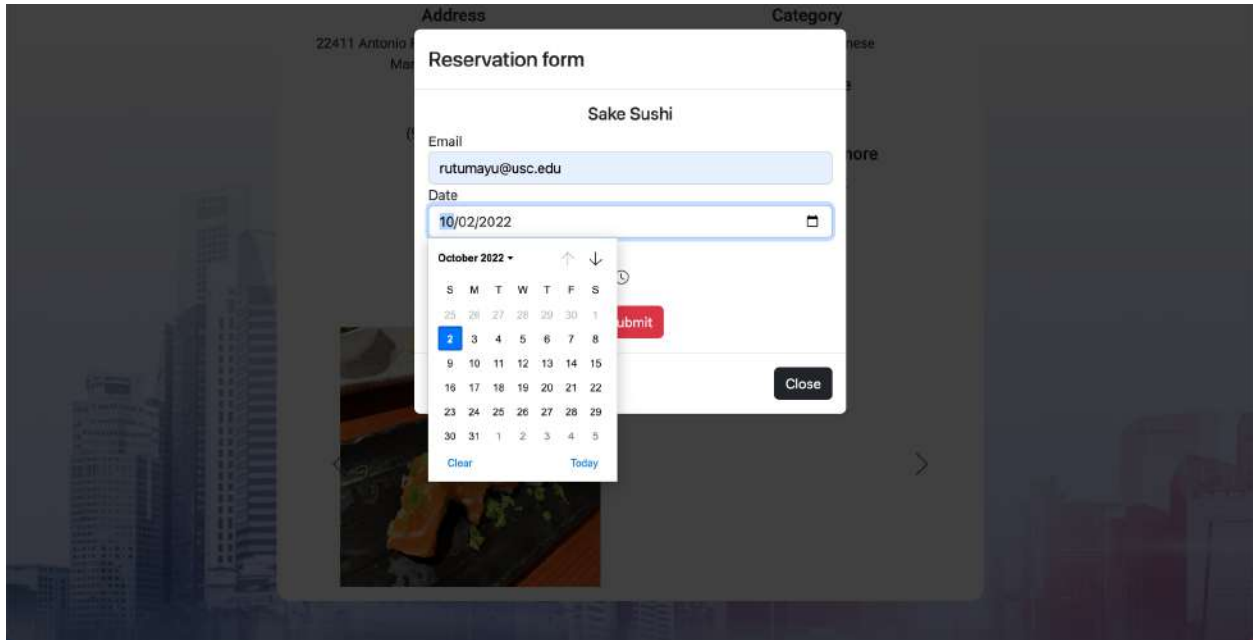 Address
Category
22411 Antonio
nese
Mar
Reservation form
Sake Sushi
Email
rutumayu@usc.edu
more
Date
10/02/2022
October 2022
S M T W T F S
25 26 27 28 29 30 1
2 3 4 5 6 7 8
9 10 11 12 13 14 15
16 17 18 19 20 21 22
23 24 25 26 27 28 29
30 31 1 2 3 4 5
Clear Today
ubmit
Close